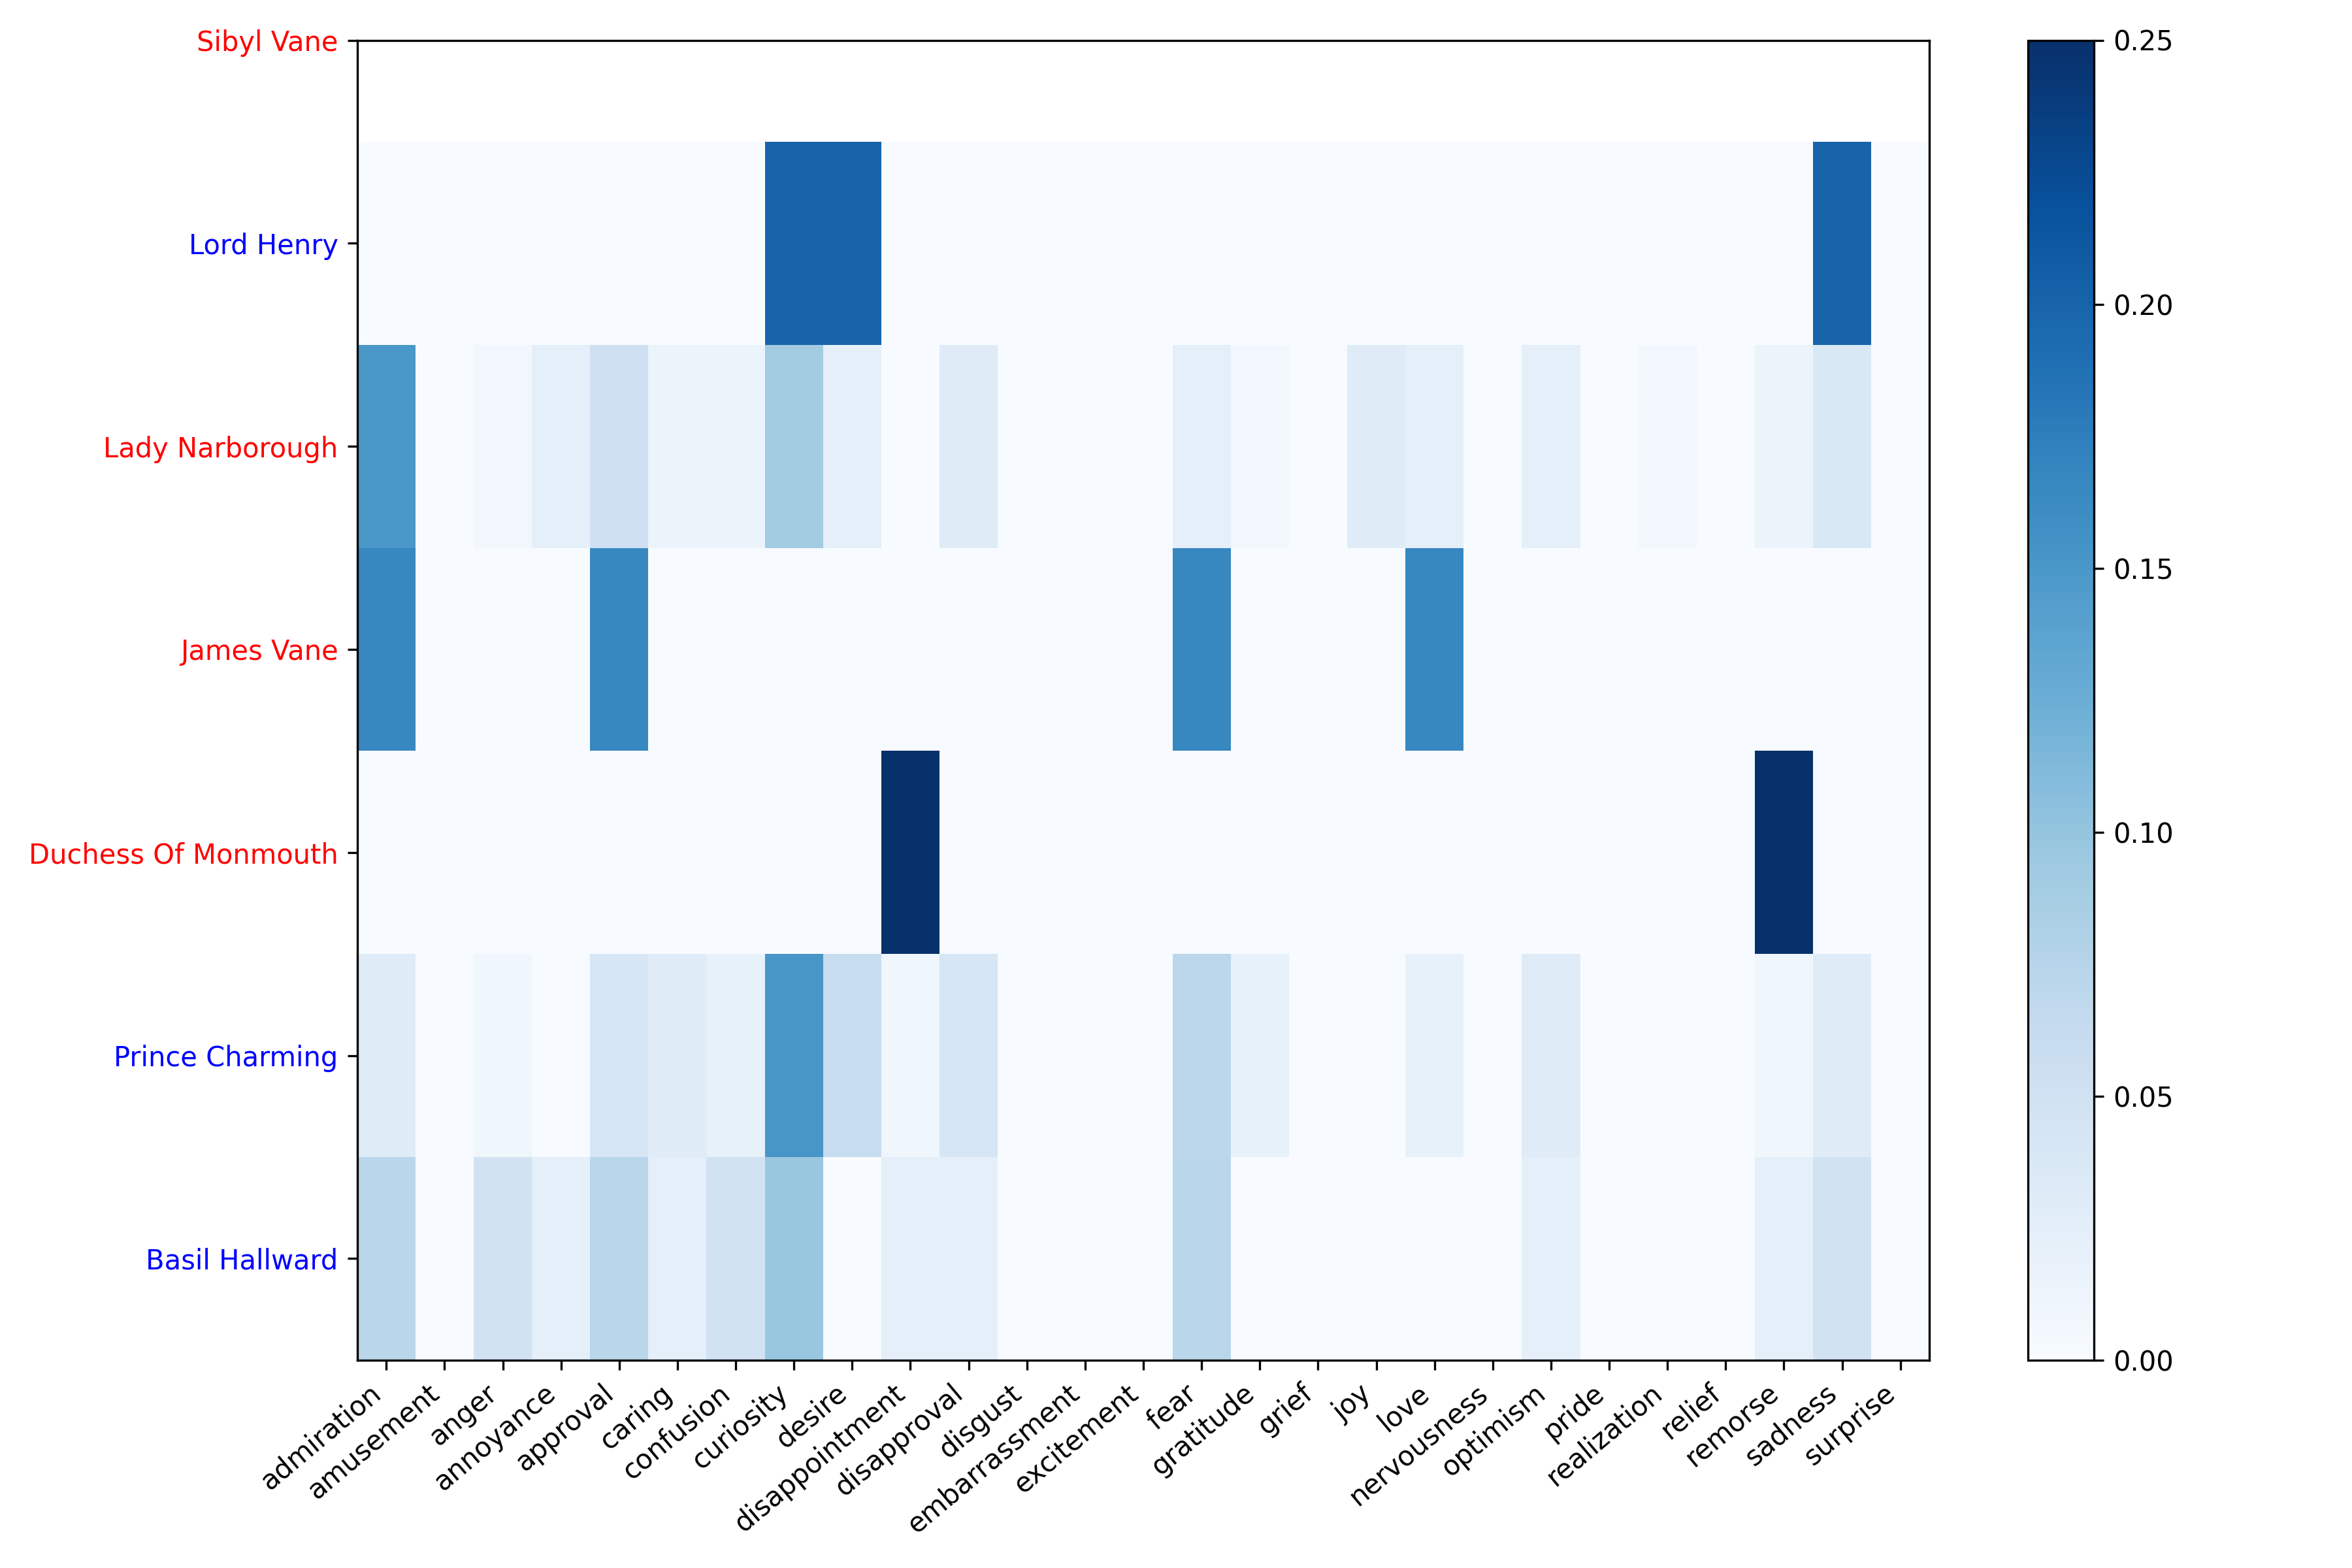 Sibyl Vane
Lord Henry
Lady Narborough
James Vane
Duchess Of Monmouth
Prince Charming
Basil Hallward
admiration
amusement
anger
annoyance
approval
caring
confusion
curiosity
desire
disappointment
disapproval
disgust
embarrassment
excitement
fear
gratitude
grief
joy
love
nervousness
optimism
pride
realization
relief
remorse
sadness
surprise
0.25
0.20
0.15
0.10
0.05
0.00